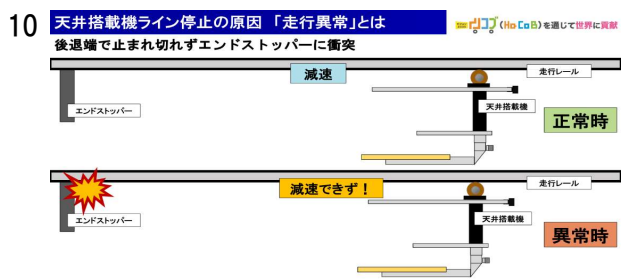 10
天井搭載機ライン停止の原因 「走行異常」とは
(HoCaB)を通じて世界に貢献
後退端で止まれ切れずエンドストッパーに衝突
減速
走行レール
エンドストッパー
天井搭載機
正常時
減速できず！
走行レール
エンドストッパー
天井搭載機
異常時